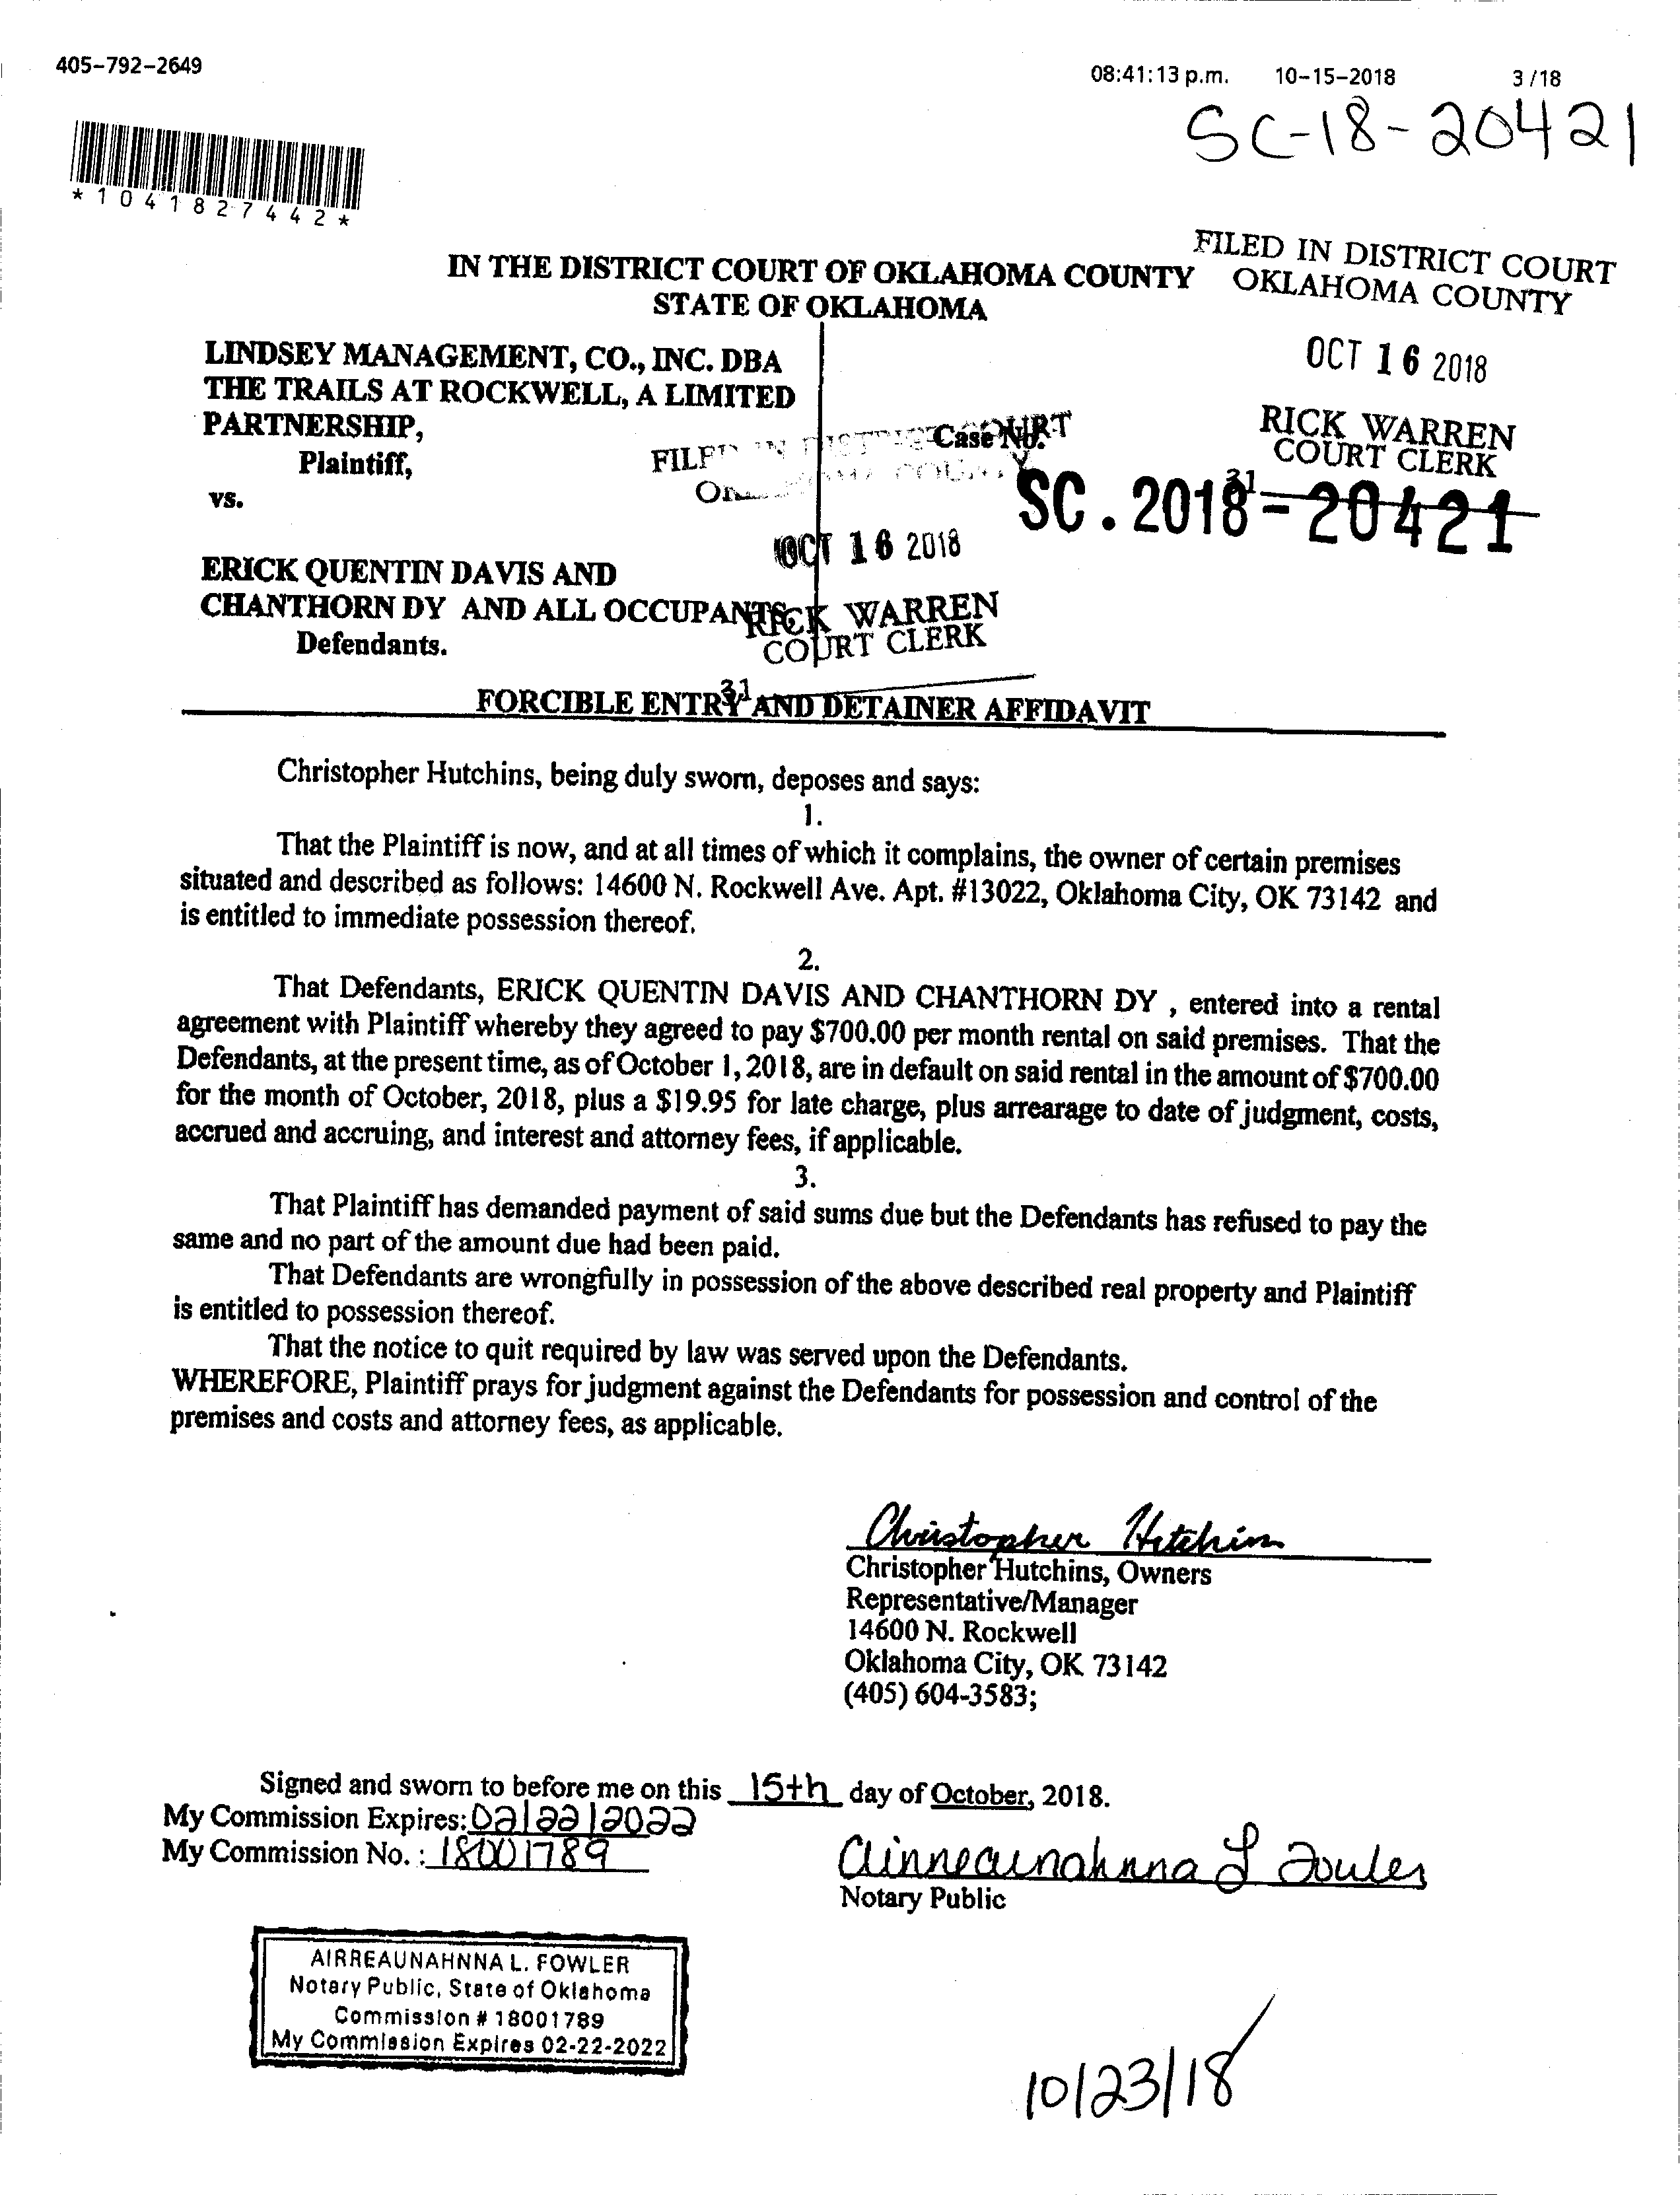 405-792-2649
08:41:13 p.m. 10-15-2018 3/18
SC-18-20421
*1041827442*
FILED IN DISTRICT COURT
OKLAHOMA COUNTY
IN THE DISTRICT COURT OF OKLAHOMA COUNTY
STATE OF OKLAHOMA
OCT 16 2018
RICK WARREN
COURT CLERK
31
LINDSEY MANAGEMENT, CO., INC. DBA
THE TRAILS AT ROCKWELL, A LIMITED
PARTNERSHIP,
Plaintiff,
vs.
Case No.
SC. 2018-20421
FILED IN DISTRICT COURT
OCT 16 2018
RICK WARREN
COURT CLERK
31
ERICK QUENTIN DAVIS AND
CHANTHORN DY AND ALL OCCUPANTS
Defendants.
FORCIBLE ENTRY AND DETAINER AFFIDAVIT
Christopher Hutchins, being duly sworn, deposes and says:
1.
That the Plaintiff is now, and at all times of which it complains, the owner of certain premises
situated and described as follows: 14600 N. Rockwell Ave. Apt. #13022, Oklahoma City, OK 73142 and
is entitled to immediate possession thereof.
2.
That Defendants, ERICK QUENTIN DAVIS AND CHANTHORN DY , entered into a rental
agreement with Plaintiff whereby they agreed to pay $700.00 per month rental on said premises. That the
Defendants, at the present time, as of October 1, 2018, are in default on said rental in the amount of $700.00
for the month of October, 2018, plus a $19.95 for late charge, plus arrearage to date of judgment, costs,
accrued and accruing, and interest and attorney fees, if applicable.
3.
That Plaintiff has demanded payment of said sums due but the Defendants has refused to pay the
same and no part of the amount due had been paid.
That Defendants are wrongfully in possession of the above described real property and Plaintiff
is entitled to possession thereof.
That the notice to quit required by law was served upon the Defendants.
WHEREFORE, Plaintiff prays for judgment against the Defendants for possession and control of the
premises and costs and attorney fees, as applicable.
Christopher Hutchins
Christopher Hutchins, Owners
Representative/Manager
14600 N. Rockwell
Oklahoma City, OK 73142
(405) 604-3583;
Signed and sworn to before me on this 15th day of October, 2018.
My Commission Expires: 02/22/2022
My Commission No. : 18001789
Airreaunahnna L Fowler
Notary Public
AIRREAUNAHNNA L. FOWLER
Notary Public, State of Oklahoma
Commission # 18001789
My Commission Expires 02-22-2022
10/23/18